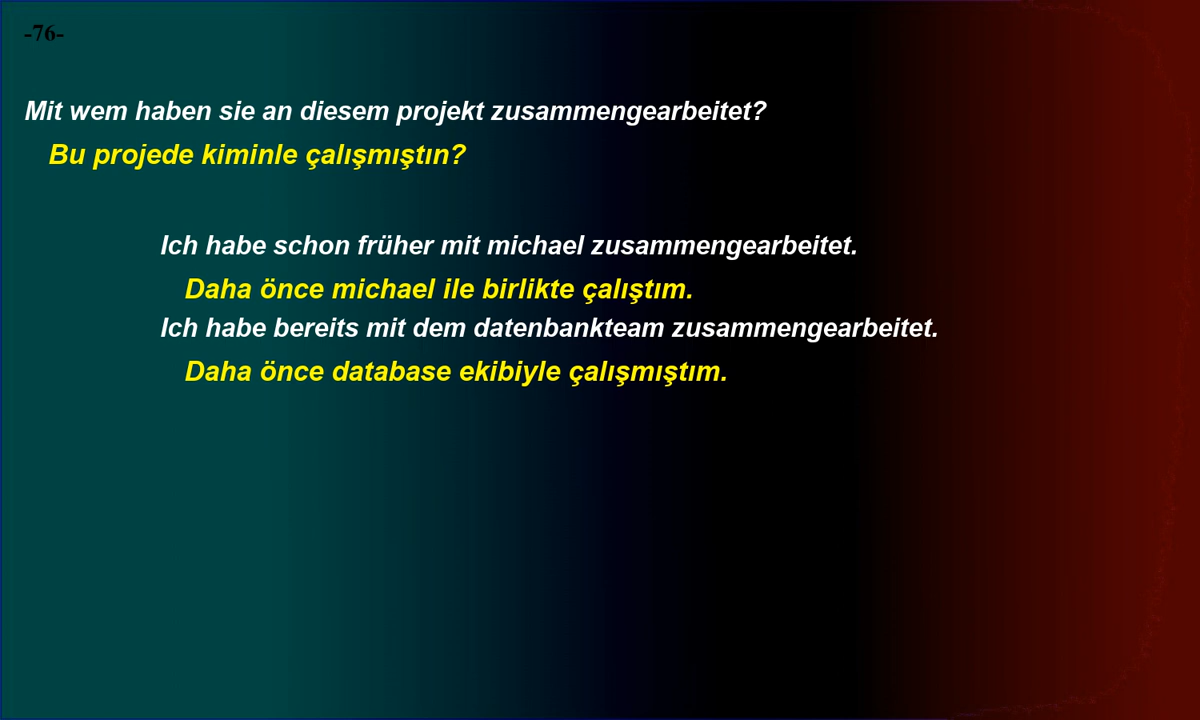 -76-
Mit wem haben sie an diesem projekt zusammengearbeitet?
Bu projede kiminle çalışmıştın?
Ich habe schon früher mit michael zusammengearbeitet.
Daha önce michael ile birlikte çalıştım.
Ich habe bereits mit dem datenbankteam zusammengearbeitet.
Daha önce database ekibiyle çalışmıştım.